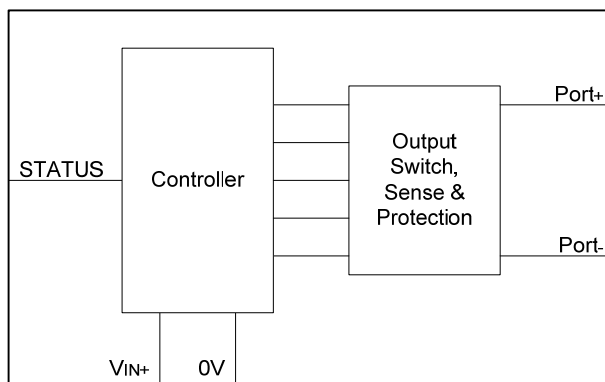 Port+
Output
Switch,
Sense &
Protection
STATUS
Controller
Port-
VIN+
0V